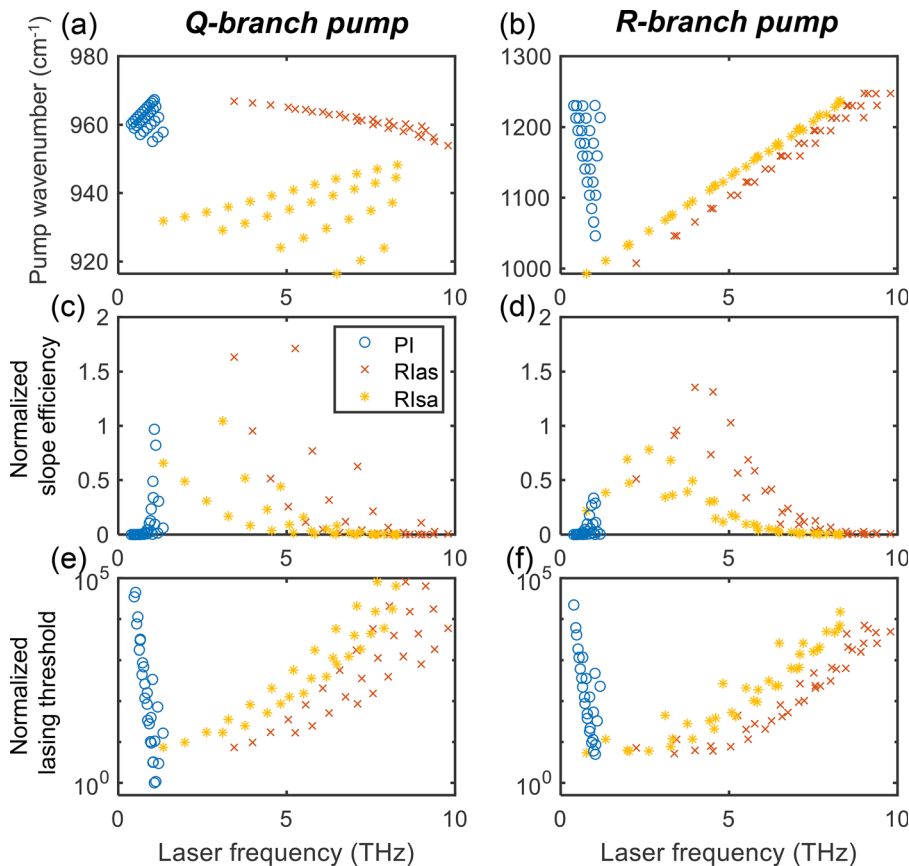 Q-branch pump
R-branch pump
(a)
Pump wavenumber (cm⁻¹)
980
960
940
920
0
5
10
(b)
1300
1200
1100
1000
0
5
10
(c)
Normalized
slope efficiency
2
1.5
1
0.5
0
0
5
10
PI
RIas
RIsa
(d)
2
1.5
1
0.5
0
0
5
10
(e)
Normalized
lasing threshold
10⁵
10⁰
0
5
10
Laser frequency (THz)
(f)
10⁵
10⁰
0
5
10
Laser frequency (THz)